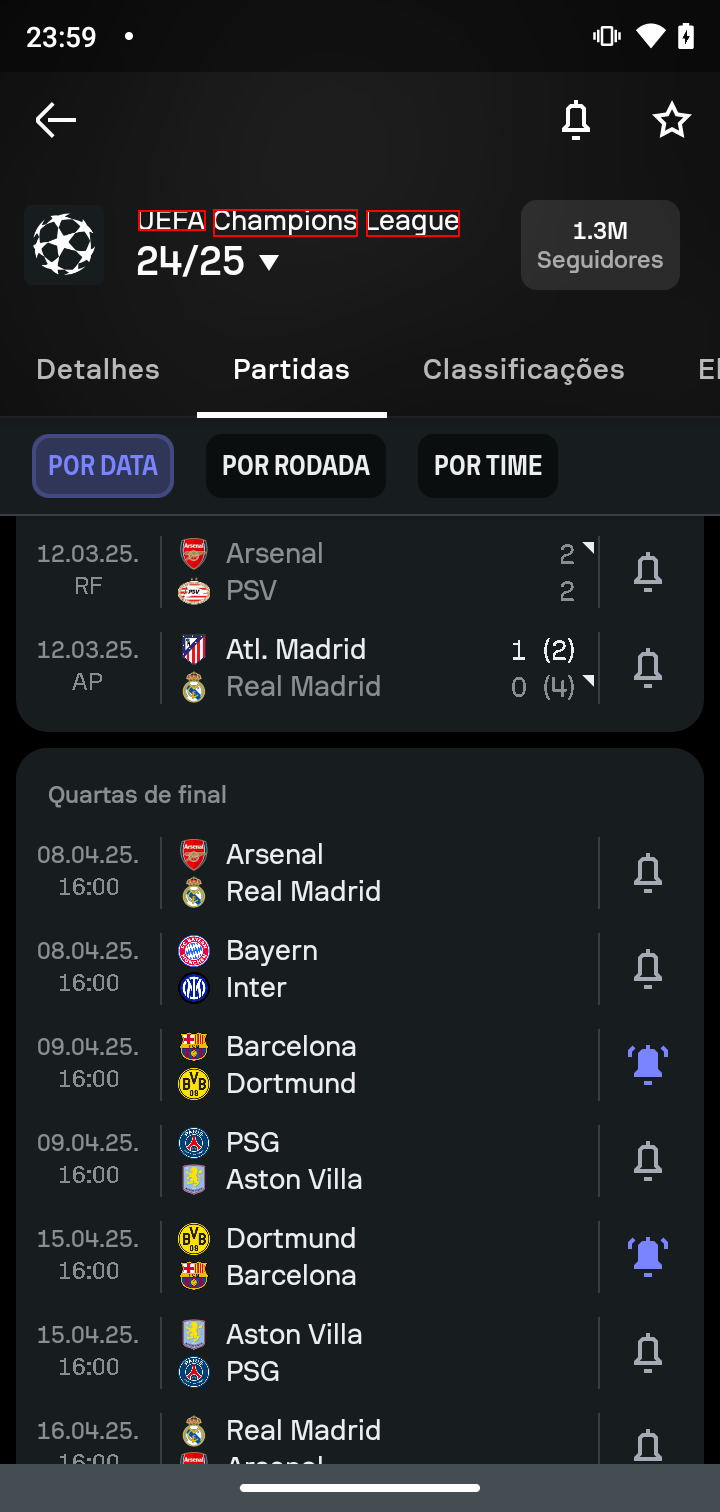 23:59
UEFA Champions League
24/25
1.3M
Seguidores
Detalhes Partidas Classificações
POR DATA POR RODADA POR TIME
12.03.25. Arsenal 2
RF PSV 2
12.03.25. Atl. Madrid 1 (2)
AP Real Madrid 0 (4)
Quartas de final
08.04.25. Arsenal
16:00 Real Madrid
08.04.25. Bayern
16:00 Inter
09.04.25. Barcelona
16:00 Dortmund
09.04.25. PSG
16:00 Aston Villa
15.04.25. Dortmund
16:00 Barcelona
15.04.25. Aston Villa
16:00 PSG
16.04.25. Real Madrid
16:00 Arsenal